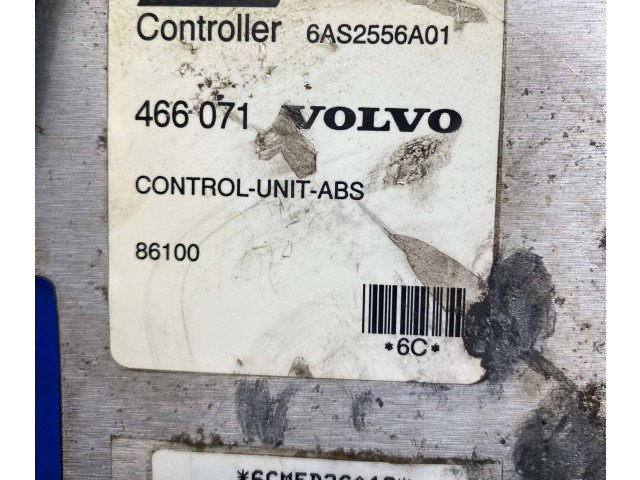 Controller 6AS2556A01
466 071 VOLVO
CONTROL-UNIT-ABS
86100
*6C*